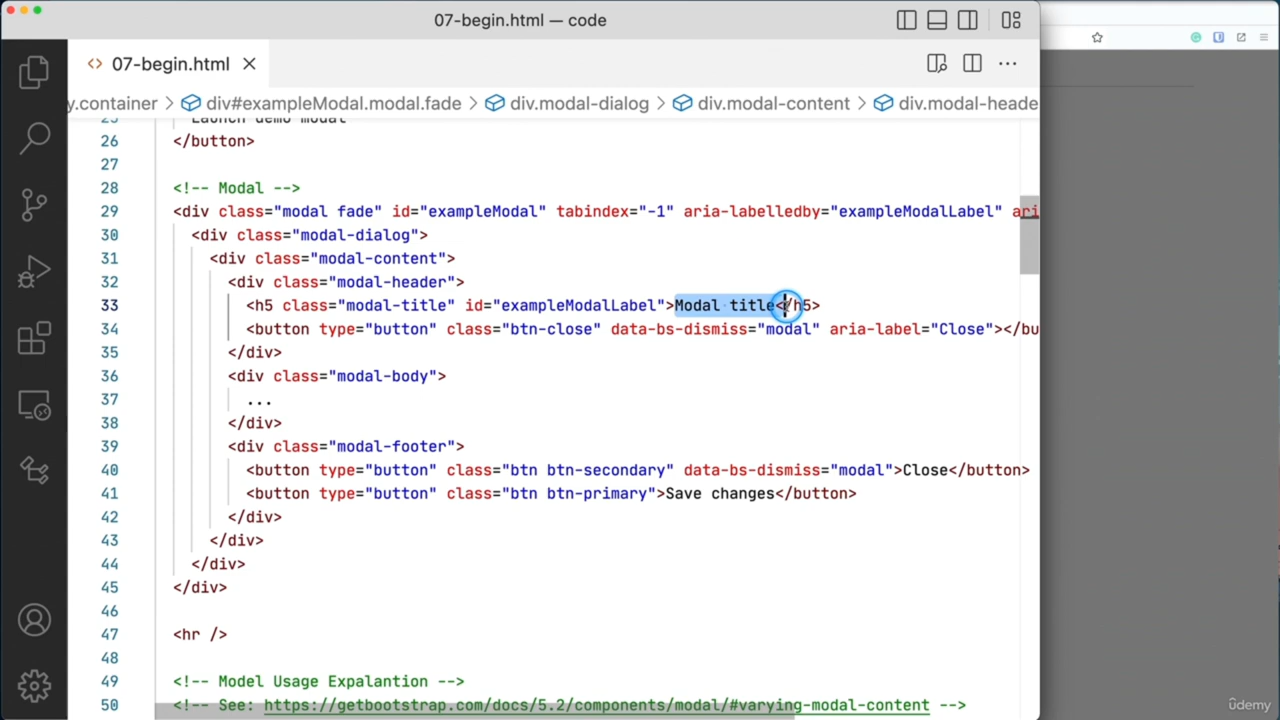 07-begin.html — code
07-begin.html
y.container > div#exampleModal.modal.fade > div.modal-dialog > div.modal-content > div.modal-heade
25 Launch demo modal
26 </button>
27
28 <!-- Modal -->
29 <div class="modal fade" id="exampleModal" tabindex="-1" aria-labelledby="exampleModalLabel" ari
30 <div class="modal-dialog">
31 <div class="modal-content">
32 <div class="modal-header">
33 <h5 class="modal-title" id="exampleModalLabel">Modal title</h5>
34 <button type="button" class="btn-close" data-bs-dismiss="modal" aria-label="Close"></bu
35 </div>
36 <div class="modal-body">
37 ...
38 </div>
39 <div class="modal-footer">
40 <button type="button" class="btn btn-secondary" data-bs-dismiss="modal">Close</button>
41 <button type="button" class="btn btn-primary">Save changes</button>
42 </div>
43 </div>
44 </div>
45 </div>
46
47 <hr />
48
49 <!-- Model Usage Expalantion -->
50 <!-- See: https://getbootstrap.com/docs/5.2/components/modal/#varying-modal-content -->
ûdemy